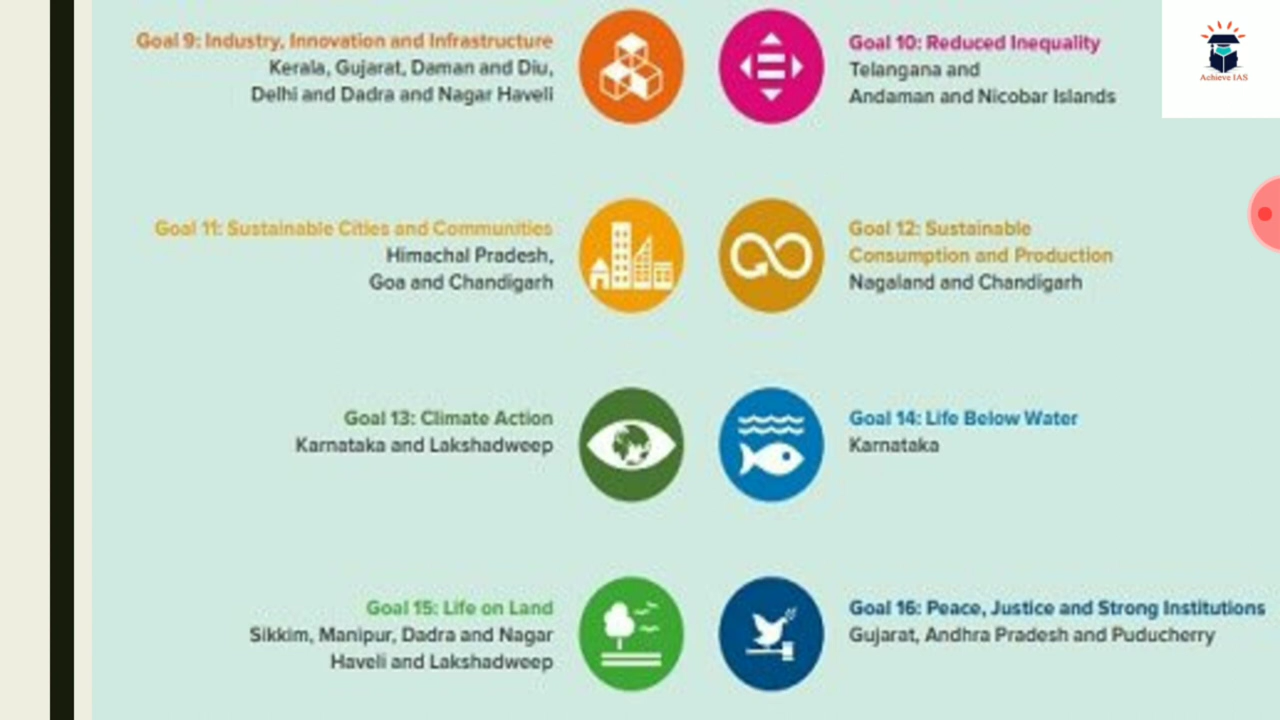 Goal 9: Industry, Innovation and Infrastructure
Kerala, Gujarat, Daman and Diu,
Delhi and Dadra and Nagar Haveli
Goal 10: Reduced Inequality
Telangana and
Andaman and Nicobar Islands
Achieve IAS
Goal 11: Sustainable Cities and Communities
Himachal Pradesh,
Goa and Chandigarh
Goal 12: Sustainable
Consumption and Production
Nagaland and Chandigarh
Goal 13: Climate Action
Karnataka and Lakshadweep
Goal 14: Life Below Water
Karnataka
Goal 15: Life on Land
Sikkim, Manipur, Dadra and Nagar
Haveli and Lakshadweep
Goal 16: Peace, Justice and Strong Institutions
Gujarat, Andhra Pradesh and Puducherry